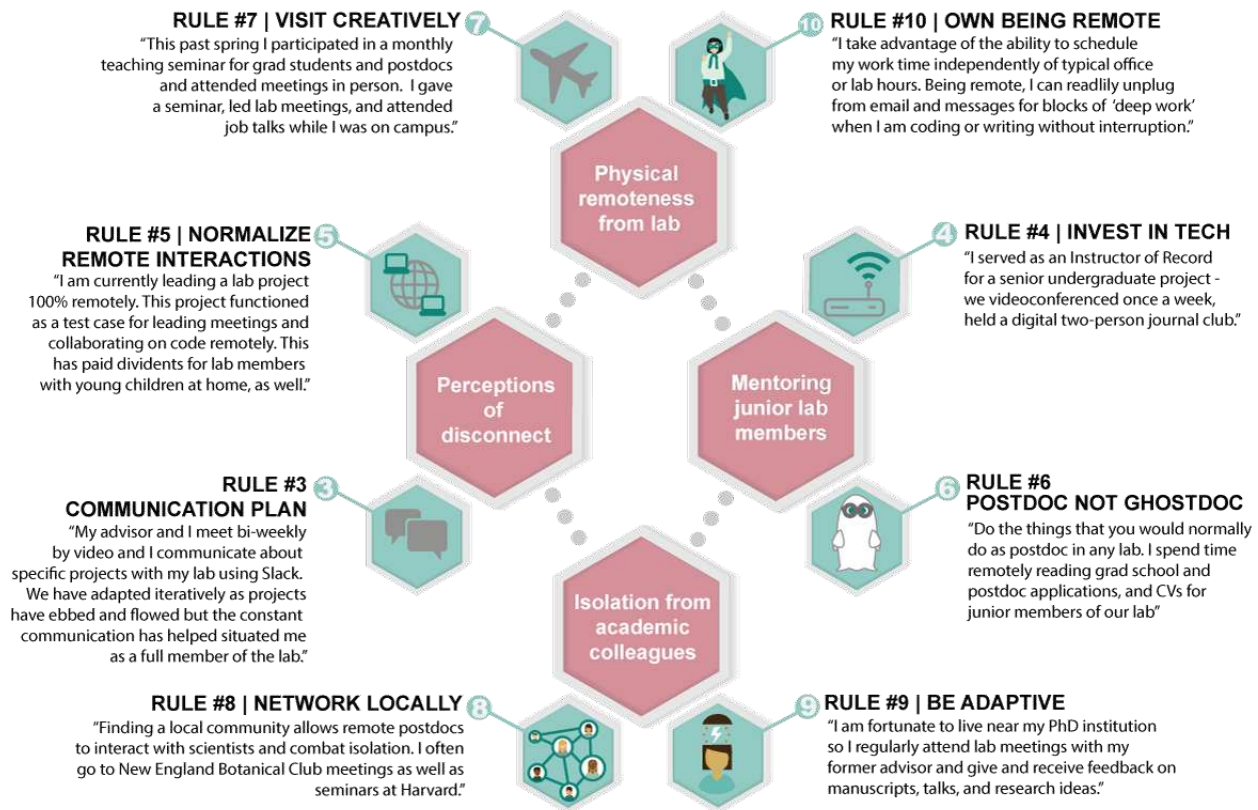 RULE #7 | VISIT CREATIVELY
7
“This past spring I participated in a monthly
teaching seminar for grad students and postdocs
and attended meetings in person.  I gave
a seminar, led lab meetings, and attended
job talks while I was on campus.”
10
RULE #10 | OWN BEING REMOTE
“I take advantage of the ability to schedule
my work time independently of typical office
or lab hours. Being remote, I can readlily unplug
from email and messages for blocks of ‘deep work’
when I am coding or writing without interruption.”
Physical
remoteness
from lab
RULE #5 | NORMALIZE
REMOTE INTERACTIONS
5
“I am currently leading a lab project
100% remotely. This project functioned
as a test case for leading meetings and
collaborating on code remotely. This
has paid dividents for lab members
with young children at home, as well.”
4
RULE #4 | INVEST IN TECH
“I served as an Instructor of Record
for a senior undergraduate project -
we videoconferenced once a week,
held a digital two-person journal club.”
Perceptions
of
disconnect
Mentoring
junior lab
members
RULE #3
COMMUNICATION PLAN
3
“My advisor and I meet bi-weekly
by video and I communicate about
specific projects with my lab using Slack.
We have adapted iteratively as projects
have ebbed and flowed but the constant
communication has helped situated me
as a full member of the lab.”
6
RULE #6
POSTDOC NOT GHOSTDOC
“Do the things that you would normally
do as postdoc in any lab. I spend time
remotely reading grad school and
postdoc applications, and CVs for
junior members of our lab”
Isolation from
academic
colleagues
RULE #8 | NETWORK LOCALLY
8
“Finding a local community allows remote postdocs
to interact with scientists and combat isolation. I often
go to New England Botanical Club meetings as well as
seminars at Harvard.”
9
RULE #9 | BE ADAPTIVE
“I am fortunate to live near my PhD institution
so I regularly attend lab meetings with my
former advisor and give and receive feedback on
manuscripts, talks, and research ideas.”